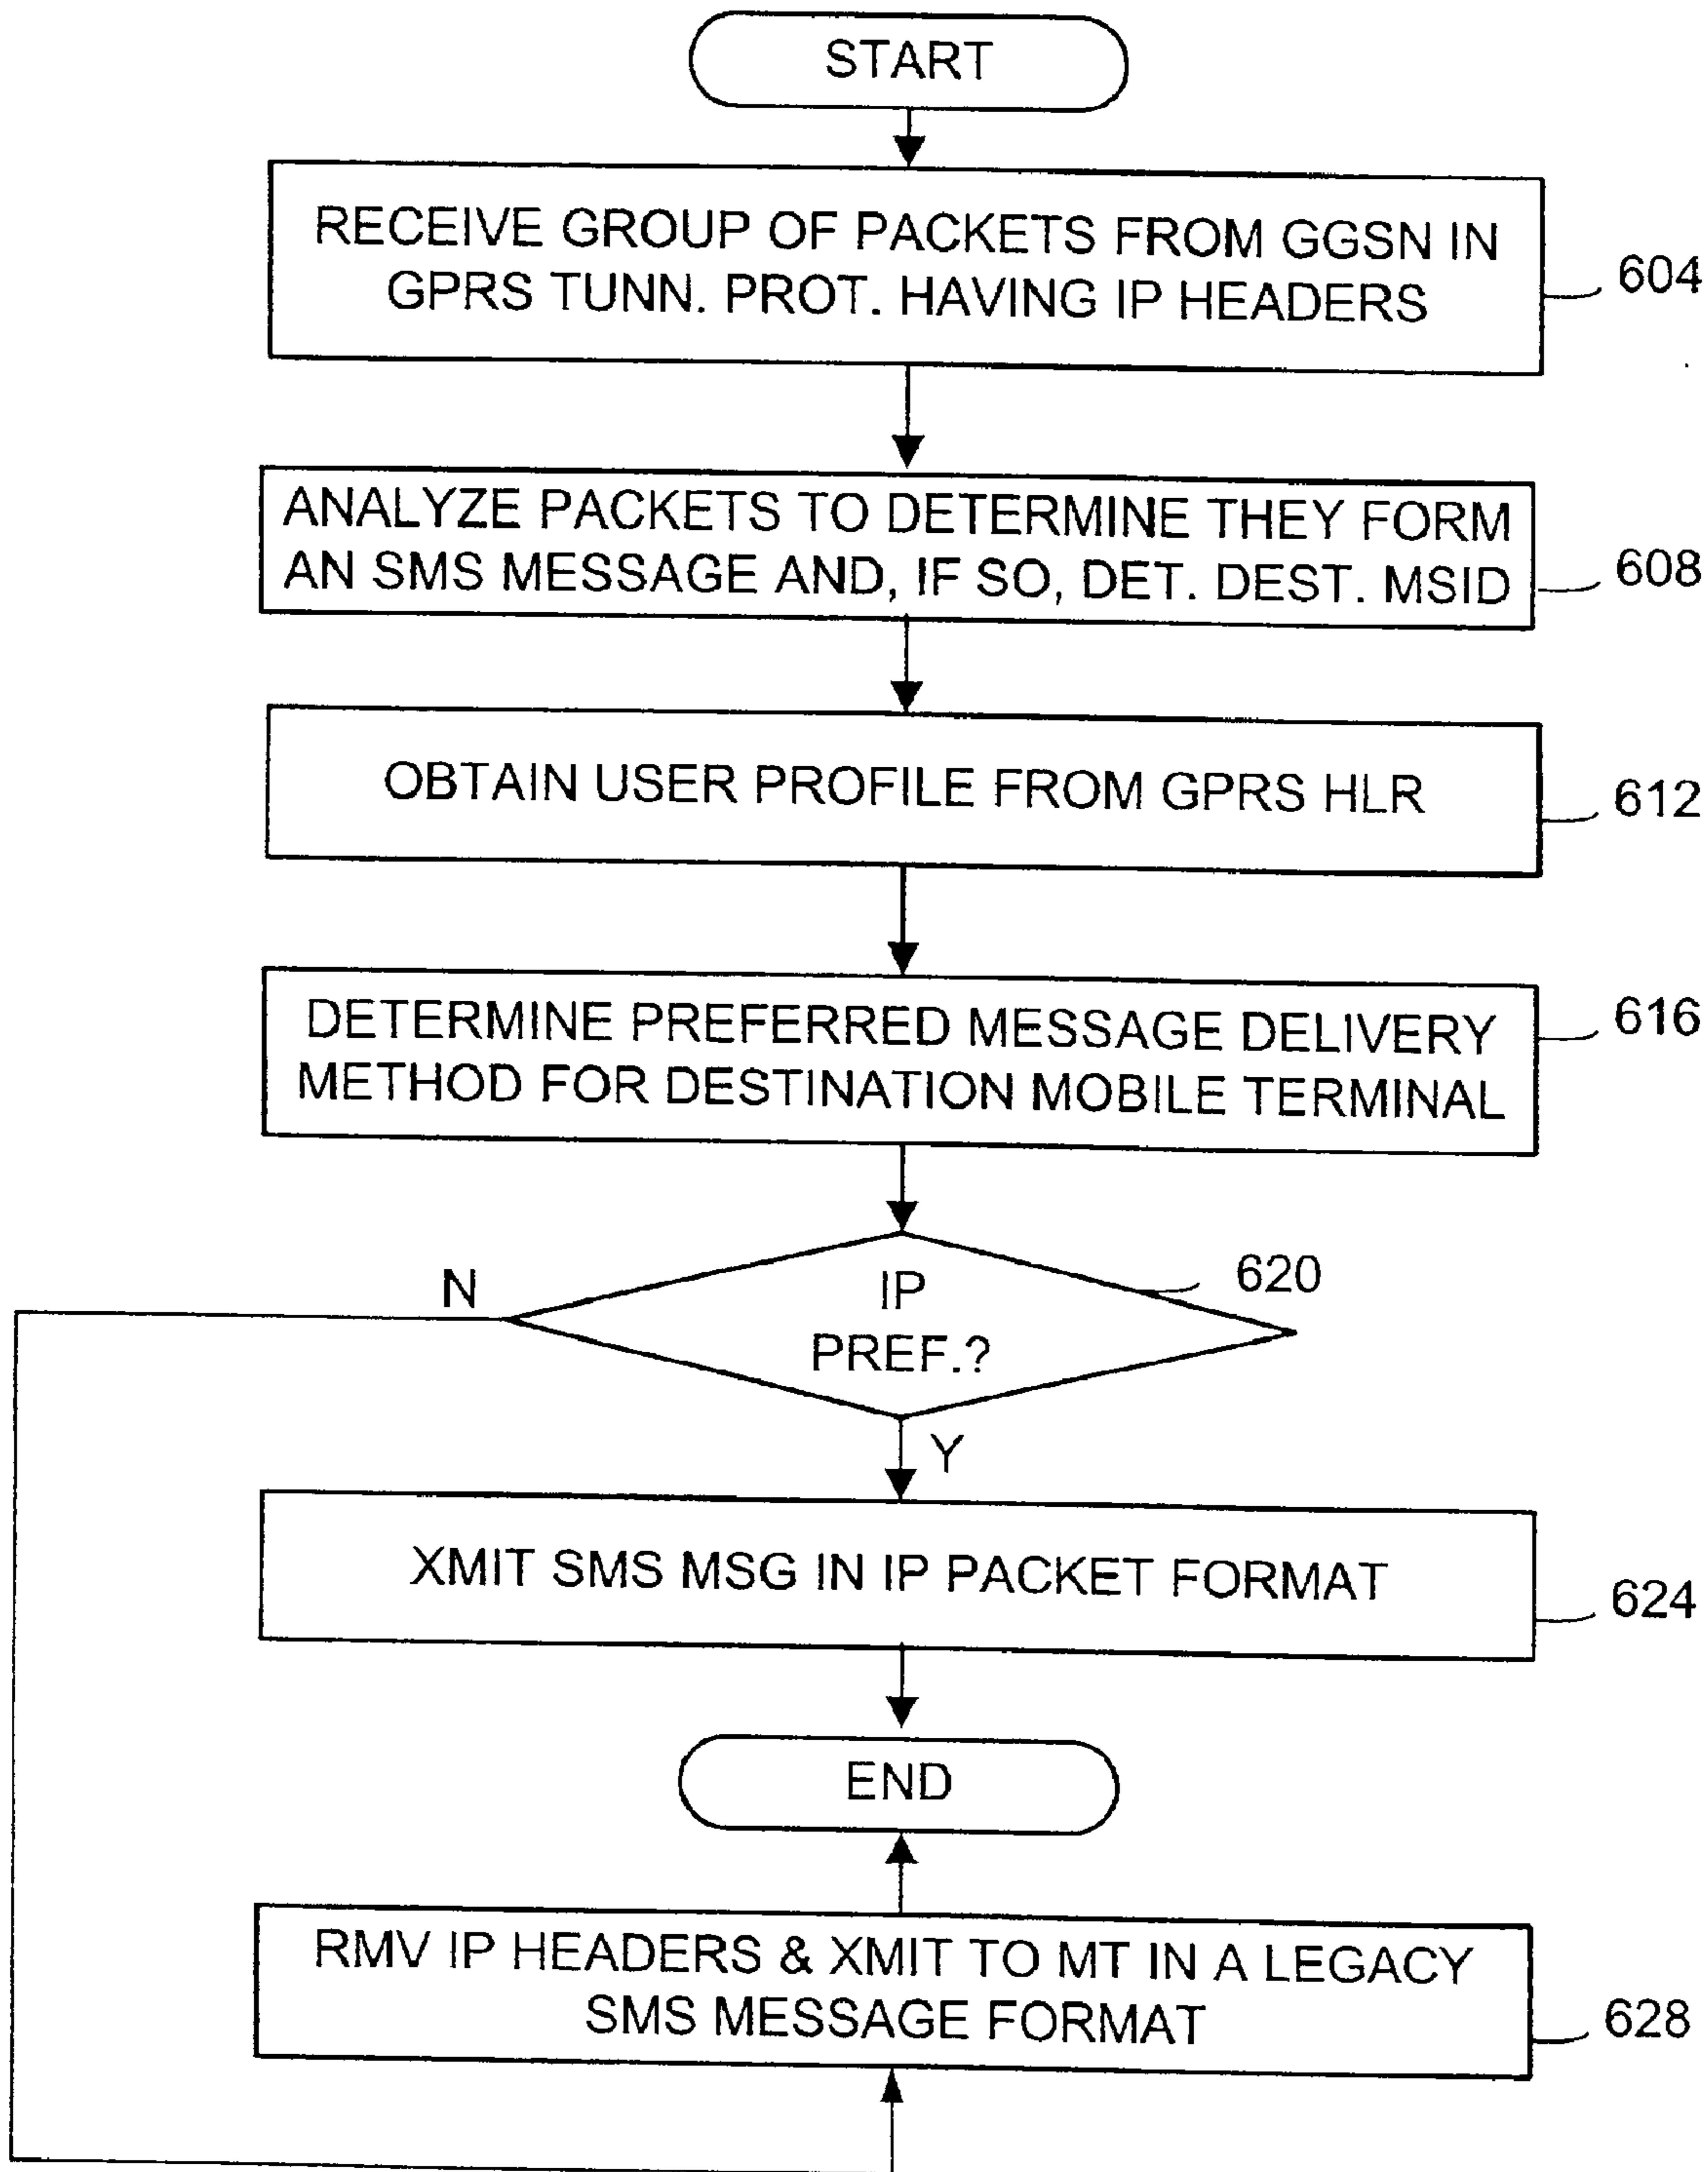 START
RECEIVE GROUP OF PACKETS FROM GGSN IN
GPRS TUNN. PROT. HAVING IP HEADERS
604
ANALYZE PACKETS TO DETERMINE THEY FORM
AN SMS MESSAGE AND, IF SO, DET. DEST. MSID
608
OBTAIN USER PROFILE FROM GPRS HLR
612
DETERMINE PREFERRED MESSAGE DELIVERY
METHOD FOR DESTINATION MOBILE TERMINAL
616
N
IP
PREF.?
620
Y
XMIT SMS MSG IN IP PACKET FORMAT
624
END
RMV IP HEADERS & XMIT TO MT IN A LEGACY
SMS MESSAGE FORMAT
628